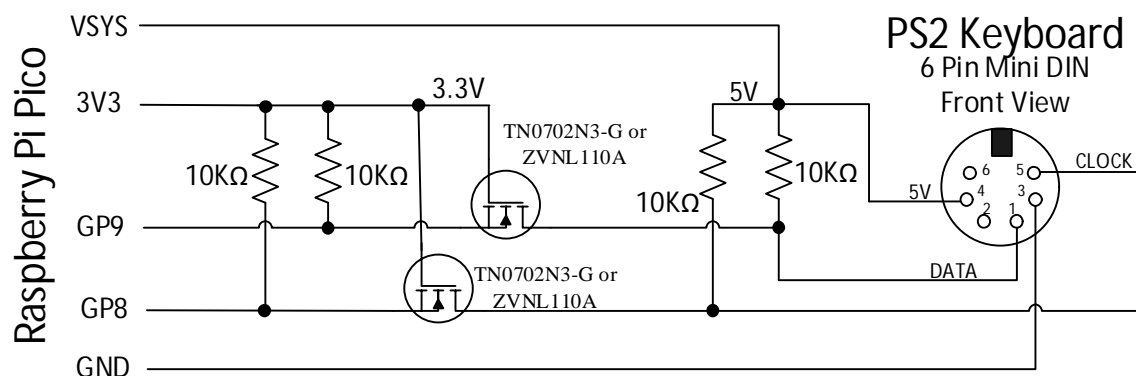 Raspberry Pi Pico
VSYS
3V3
GP9
GP8
GND
3.3V
10KΩ
10KΩ
TN0702N3-G or
ZVNL110A
TN0702N3-G or
ZVNL110A
5V
10KΩ
10KΩ
PS2 Keyboard
6 Pin Mini DIN
Front View
6
5
4
3
2
1
5V
CLOCK
DATA